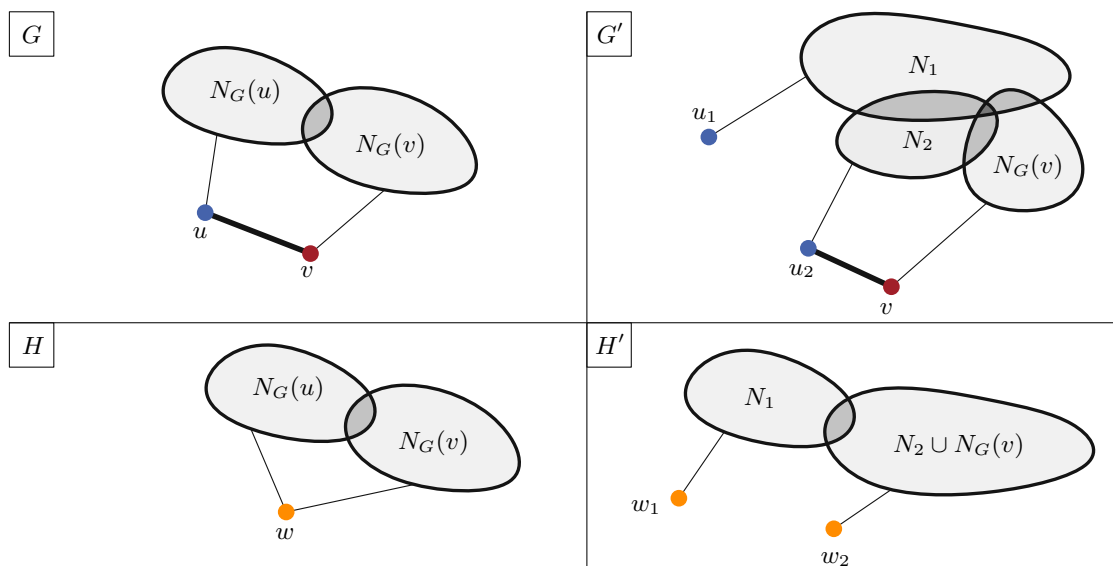 G
N_G(u)
N_G(v)
u
v
G′
N_1
u_1
N_2
N_G(v)
u_2
v
H
N_G(u)
N_G(v)
w
H′
N_1
N_2 ∪ N_G(v)
w_1
w_2